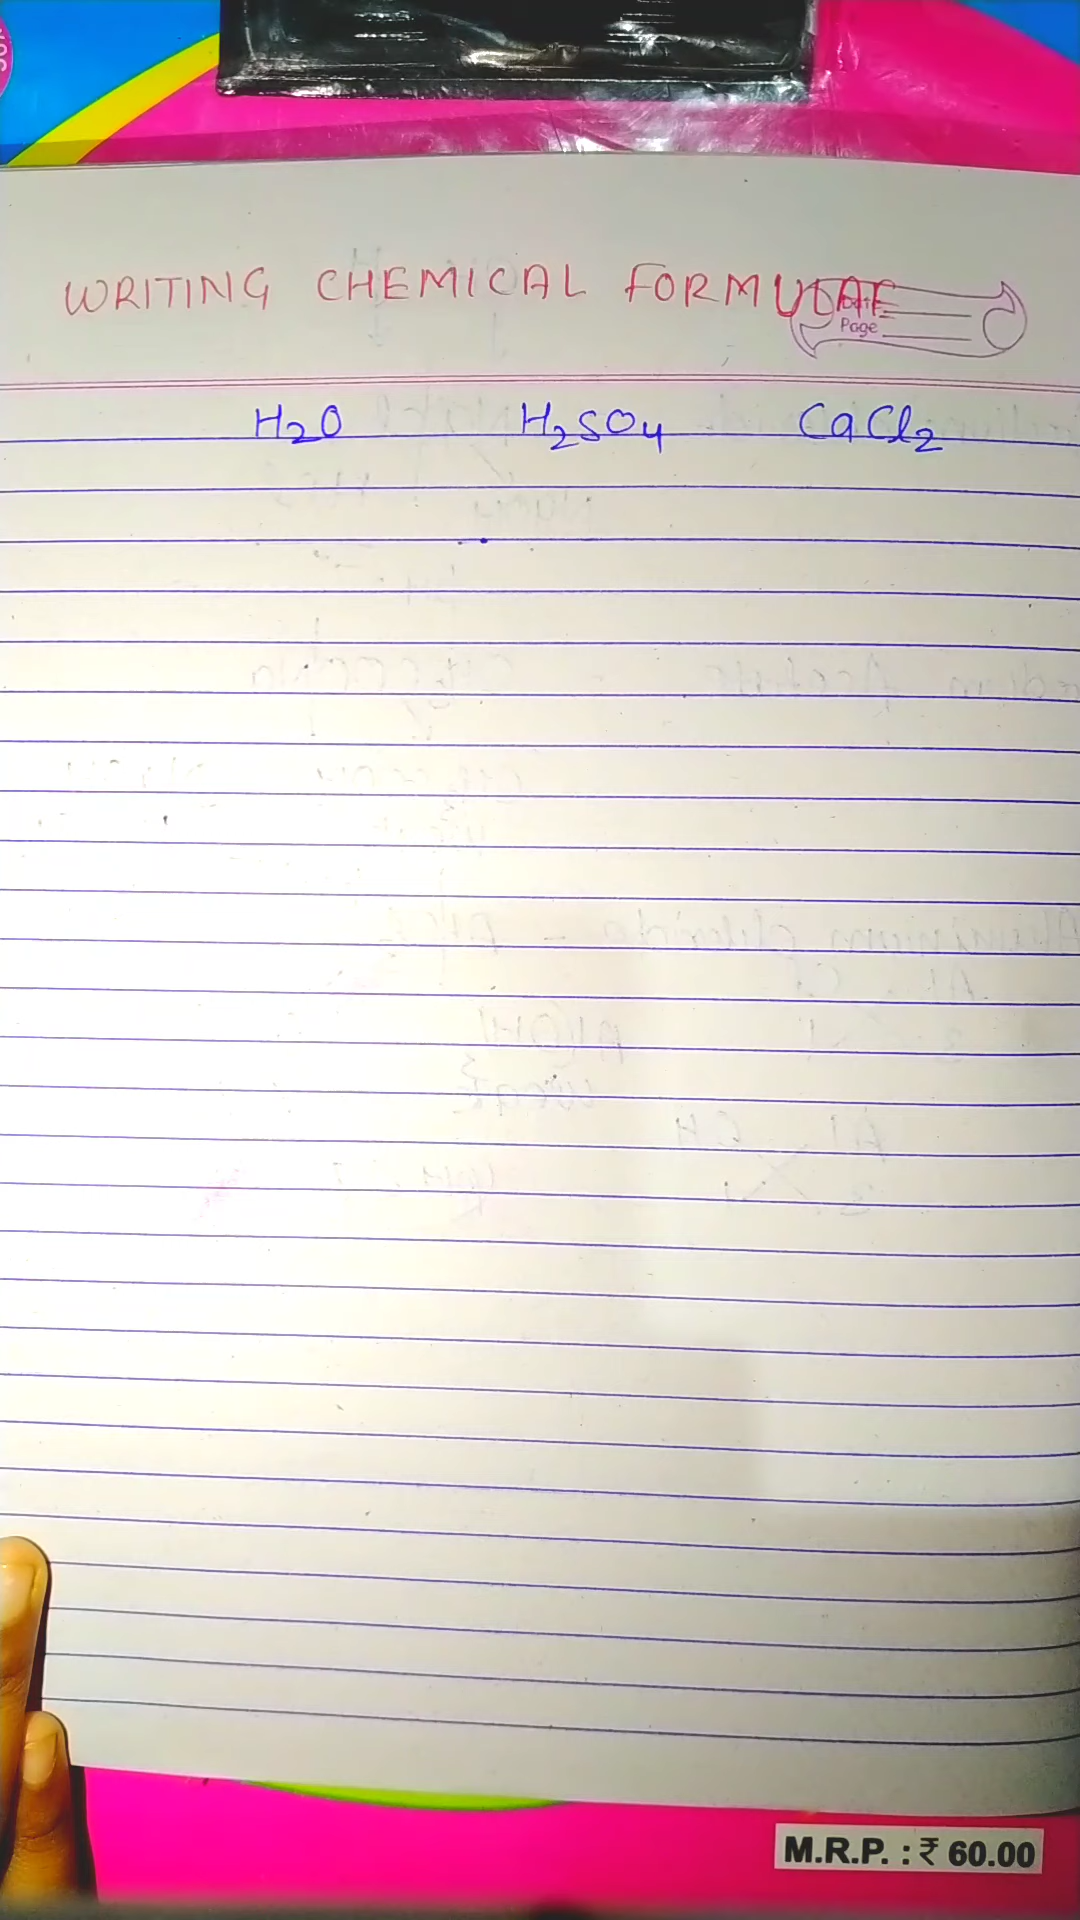 WRITING CHEMICAL FORMULAE
Page
H2O H2SO4 CaCl2
M.R.P. : ₹ 60.00